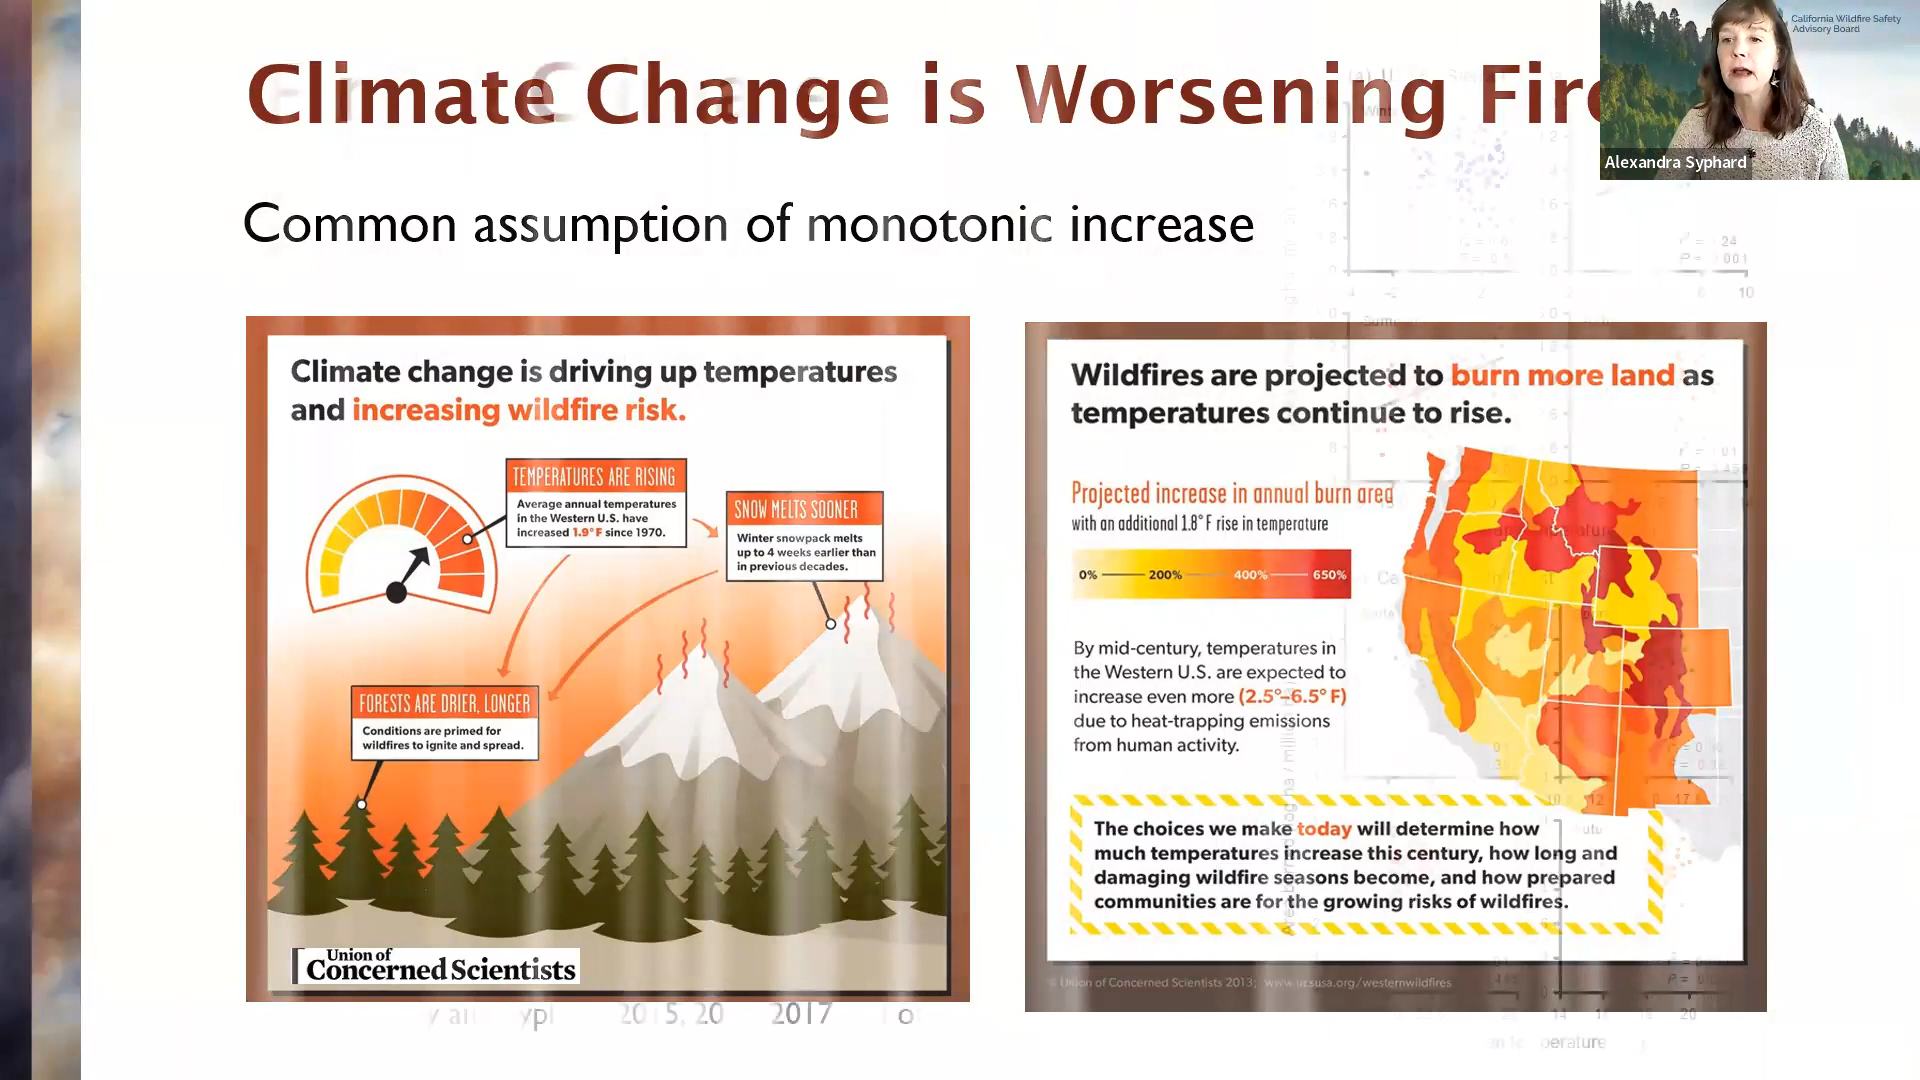 Climate Change is Worsening Fire
California Wildfire Safety
Advisory Board
Alexandra Syphard
Common assumption of monotonic increase
Climate change is driving up temperatures
and increasing wildfire risk.
TEMPERATURES ARE RISING
Average annual temperatures
in the Western U.S. have
increased 1.9° F since 1970.
SNOW MELTS SOONER
Winter snowpack melts
up to 4 weeks earlier than
in previous decades.
FORESTS ARE DRIER, LONGER
Conditions are primed for
wildfires to ignite and spread.
Union of
Concerned Scientists
Wildfires are projected to burn more land as
temperatures continue to rise.
Projected increase in annual burn area
with an additional 1.8° F rise in temperature
0% 200% 400% 650%
By mid-century, temperatures in
the Western U.S. are expected to
increase even more (2.5°–6.5° F)
due to heat-trapping emissions
from human activity.
The choices we make today will determine how
much temperatures increase this century, how long and
damaging wildfire seasons become, and how prepared
communities are for the growing risks of wildfires.
© Union of Concerned Scientists 2013; www.ucsusa.org/westernwildfires
2017